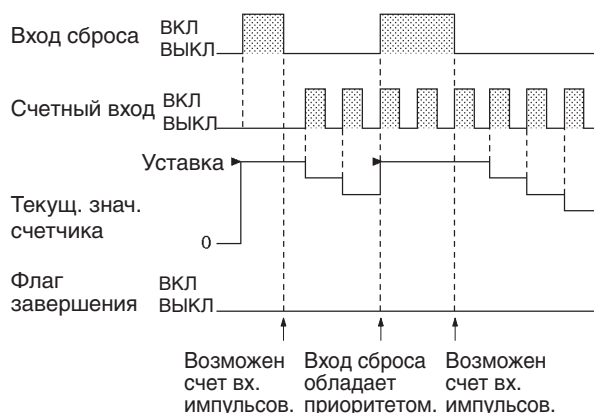 Вход сброса
ВКЛ
ВЫКЛ
Счетный вход
ВКЛ
ВЫКЛ
Уставка
Текущ. знач.
счетчика
0
Флаг
завершения
ВКЛ
ВЫКЛ
Возможен
счет вх.
импульсов.
Вход сброса
обладает
приоритетом.
Возможен
счет вх.
импульсов.